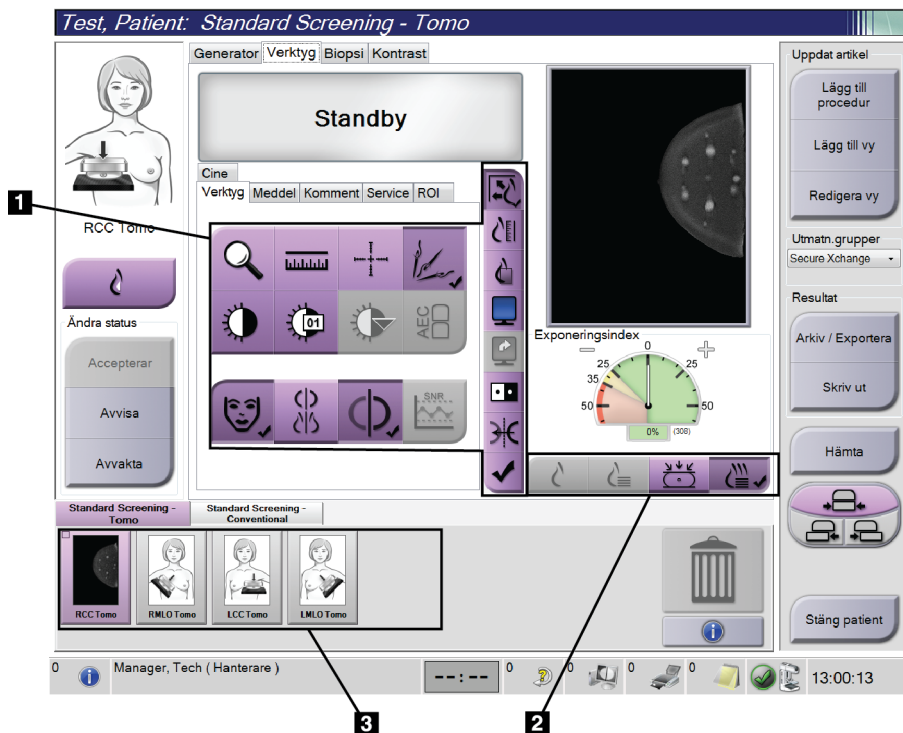 Test, Patient: Standard Screening - Tomo
Generator Verktyg Biopsi Kontrast
Standby
Cine
Verktyg Meddel Komment Service ROI
1
RCC Tomo
01
AEC
SNR
Ändra status
Accepterar
Avvisa
Avvakta
Exponeringsindex
0
25 25
35
50 50
0% (308)
Uppdat artikel
Lägg till
procedur
Lägg till vy
Redigera vy
Utmatn.grupper
Secure Xchange
Resultat
Arkiv / Exportera
Skriv ut
Hämta
Stäng patient
Standard Screening -
Tomo
Standard Screening -
Conventional
RCC Tomo
RMLO Tomo
LCC Tomo
LMLO Tomo
0 Manager, Tech ( Hanterare ) --:-- 0 0 0 0 13:00:13
3
2